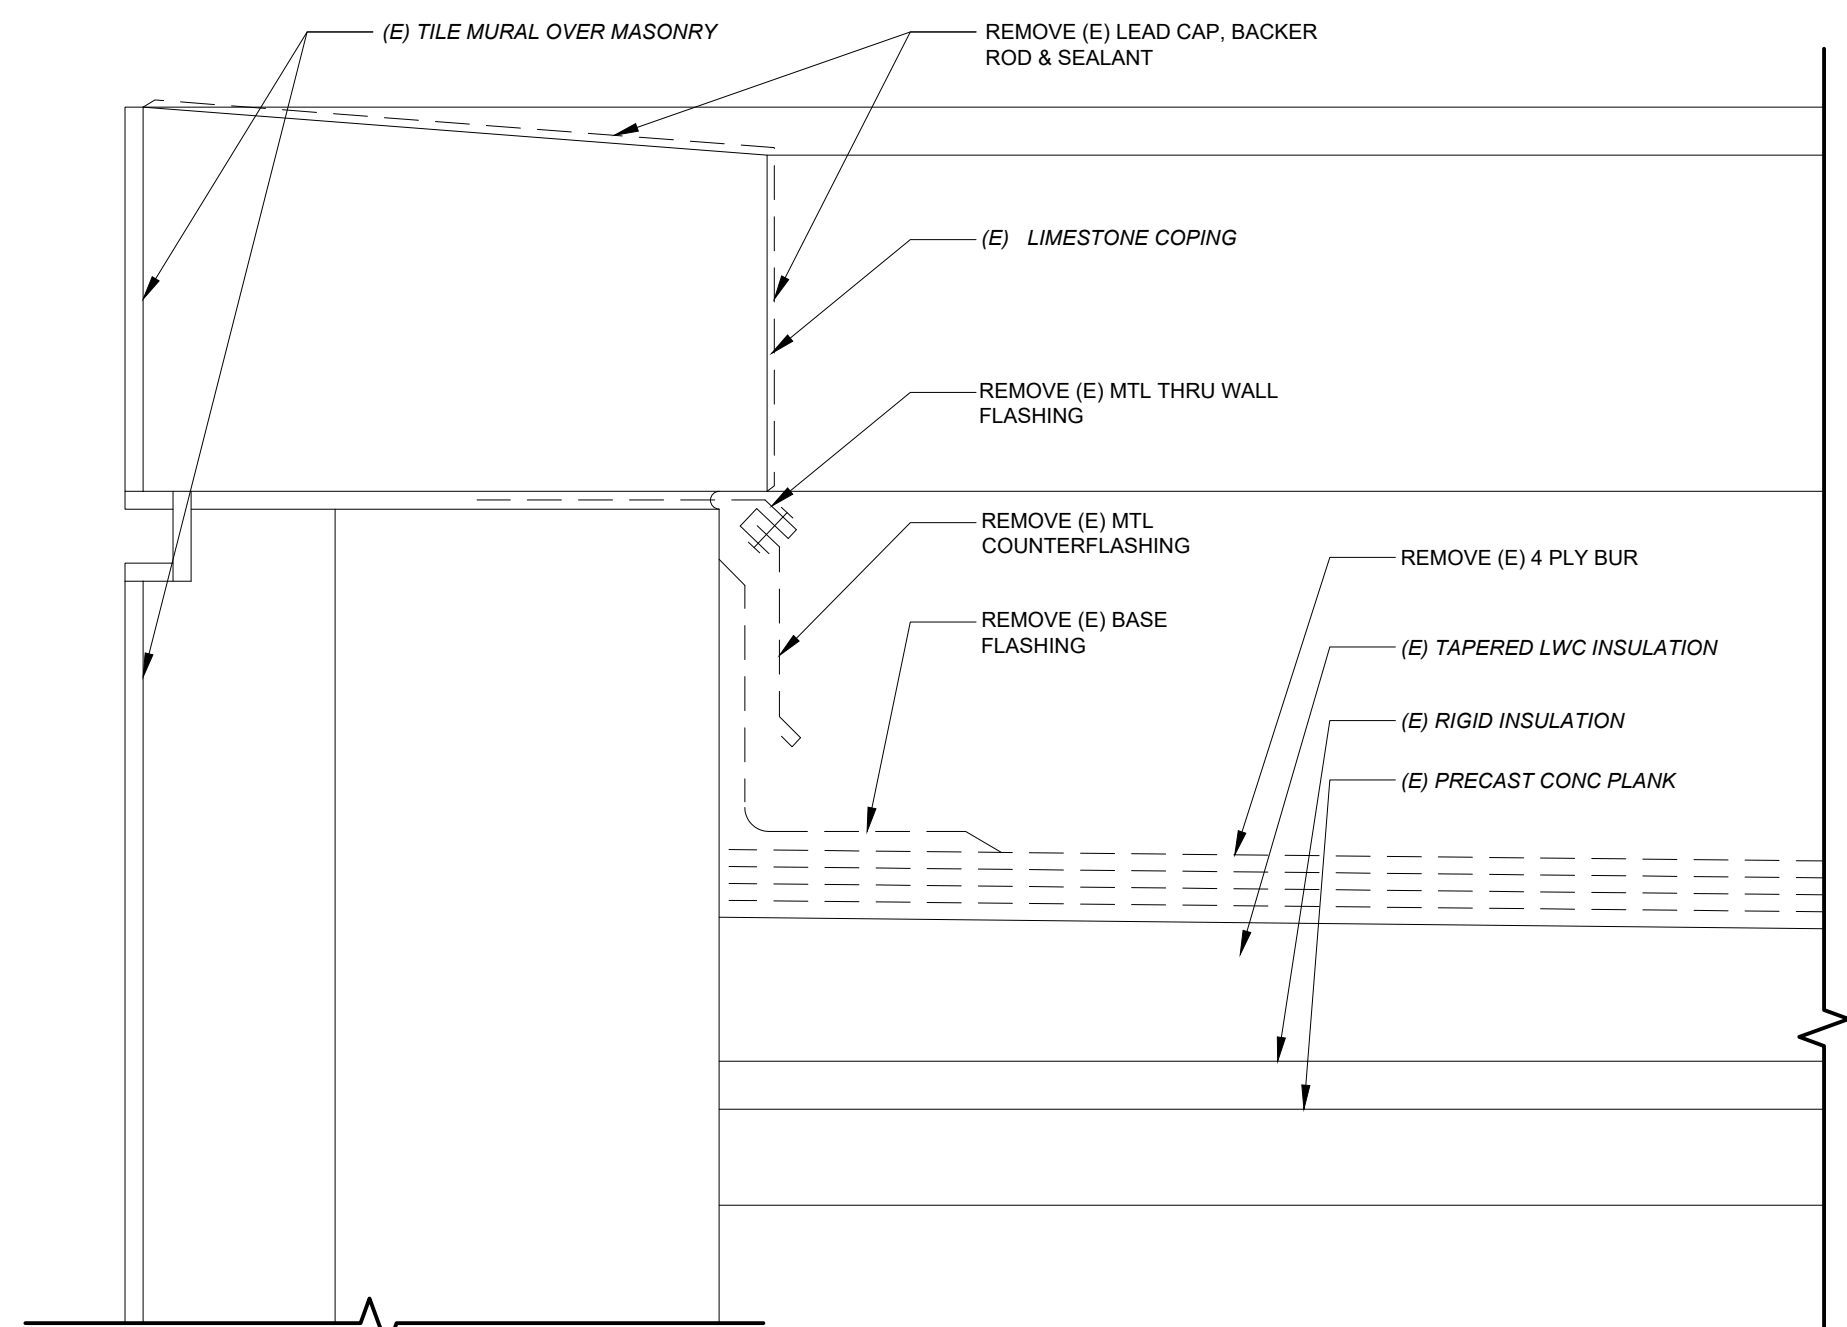 (E) TILE MURAL OVER MASONRY
REMOVE (E) LEAD CAP, BACKER
ROD & SEALANT
(E) LIMESTONE COPING
REMOVE (E) MTL THRU WALL
FLASHING
REMOVE (E) MTL
COUNTERFLASHING
REMOVE (E) BASE
FLASHING
REMOVE (E) 4 PLY BUR
(E) TAPERED LWC INSULATION
(E) RIGID INSULATION
(E) PRECAST CONC PLANK